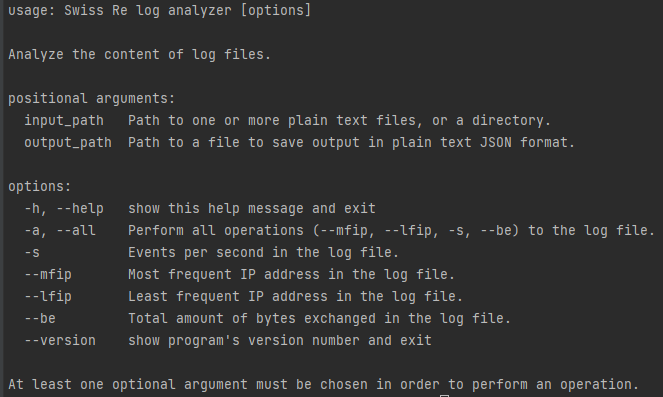 usage: Swiss Re log analyzer [options]

Analyze the content of log files.

positional arguments:
  input_path   Path to one or more plain text files, or a directory.
  output_path  Path to a file to save output in plain text JSON format.

options:
  -h, --help   show this help message and exit
  -a, --all    Perform all operations (--mfip, --lfip, -s, --be) to the log file.
  -s           Events per second in the log file.
  --mfip       Most frequent IP address in the log file.
  --lfip       Least frequent IP address in the log file.
  --be         Total amount of bytes exchanged in the log file.
  --version    show program's version number and exit

At least one optional argument must be chosen in order to perform an operation.